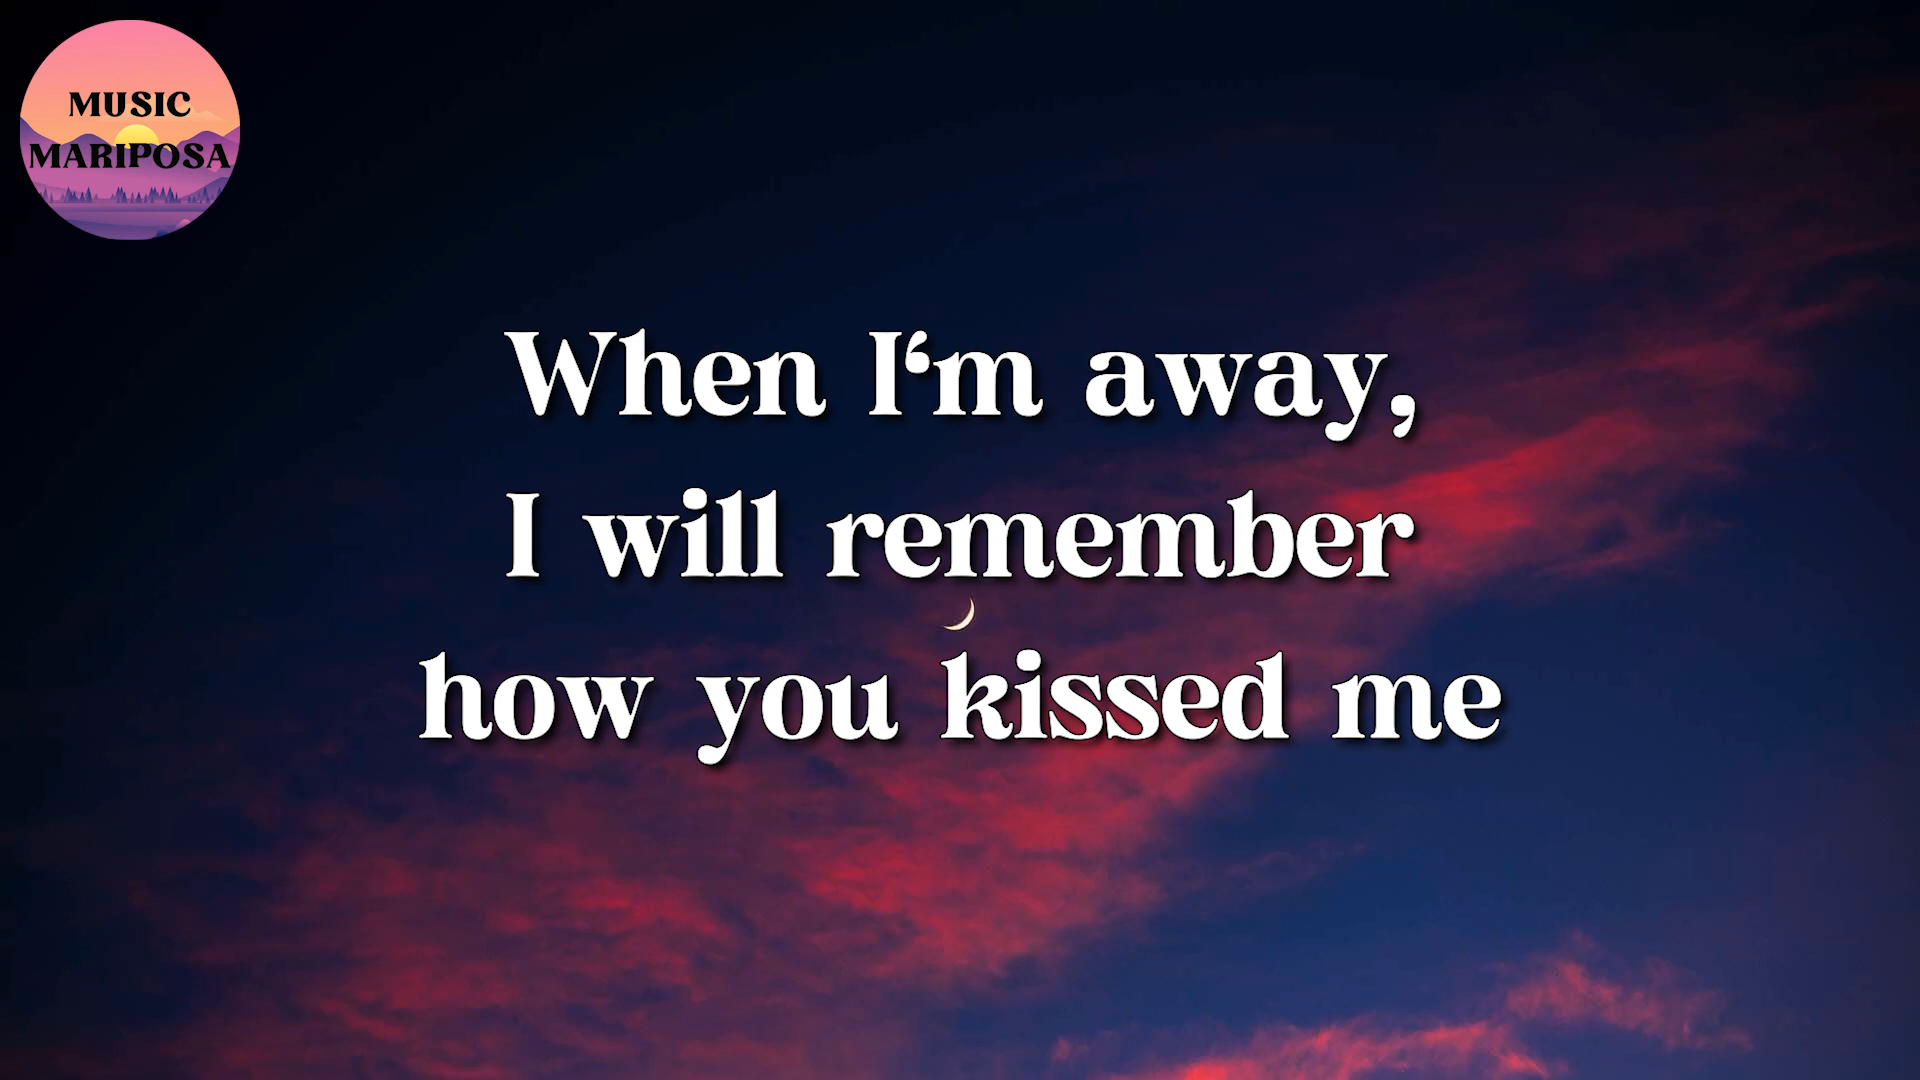 MUSIC
MARIPOSA
When I‘m away,
I will remember
how you kissed me